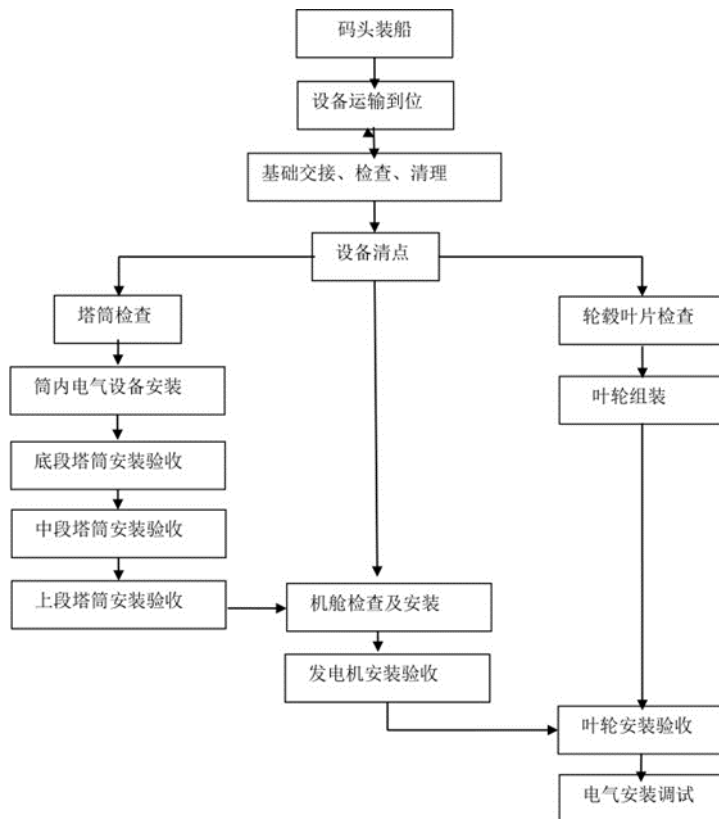 码头装船
设备运输到位
基础交接、检查、清理
设备清点
塔筒检查
轮毂叶片检查
筒内电气设备安装
叶轮组装
底段塔筒安装验收
中段塔筒安装验收
上段塔筒安装验收
机舱检查及安装
发电机安装验收
叶轮安装验收
电气安装调试